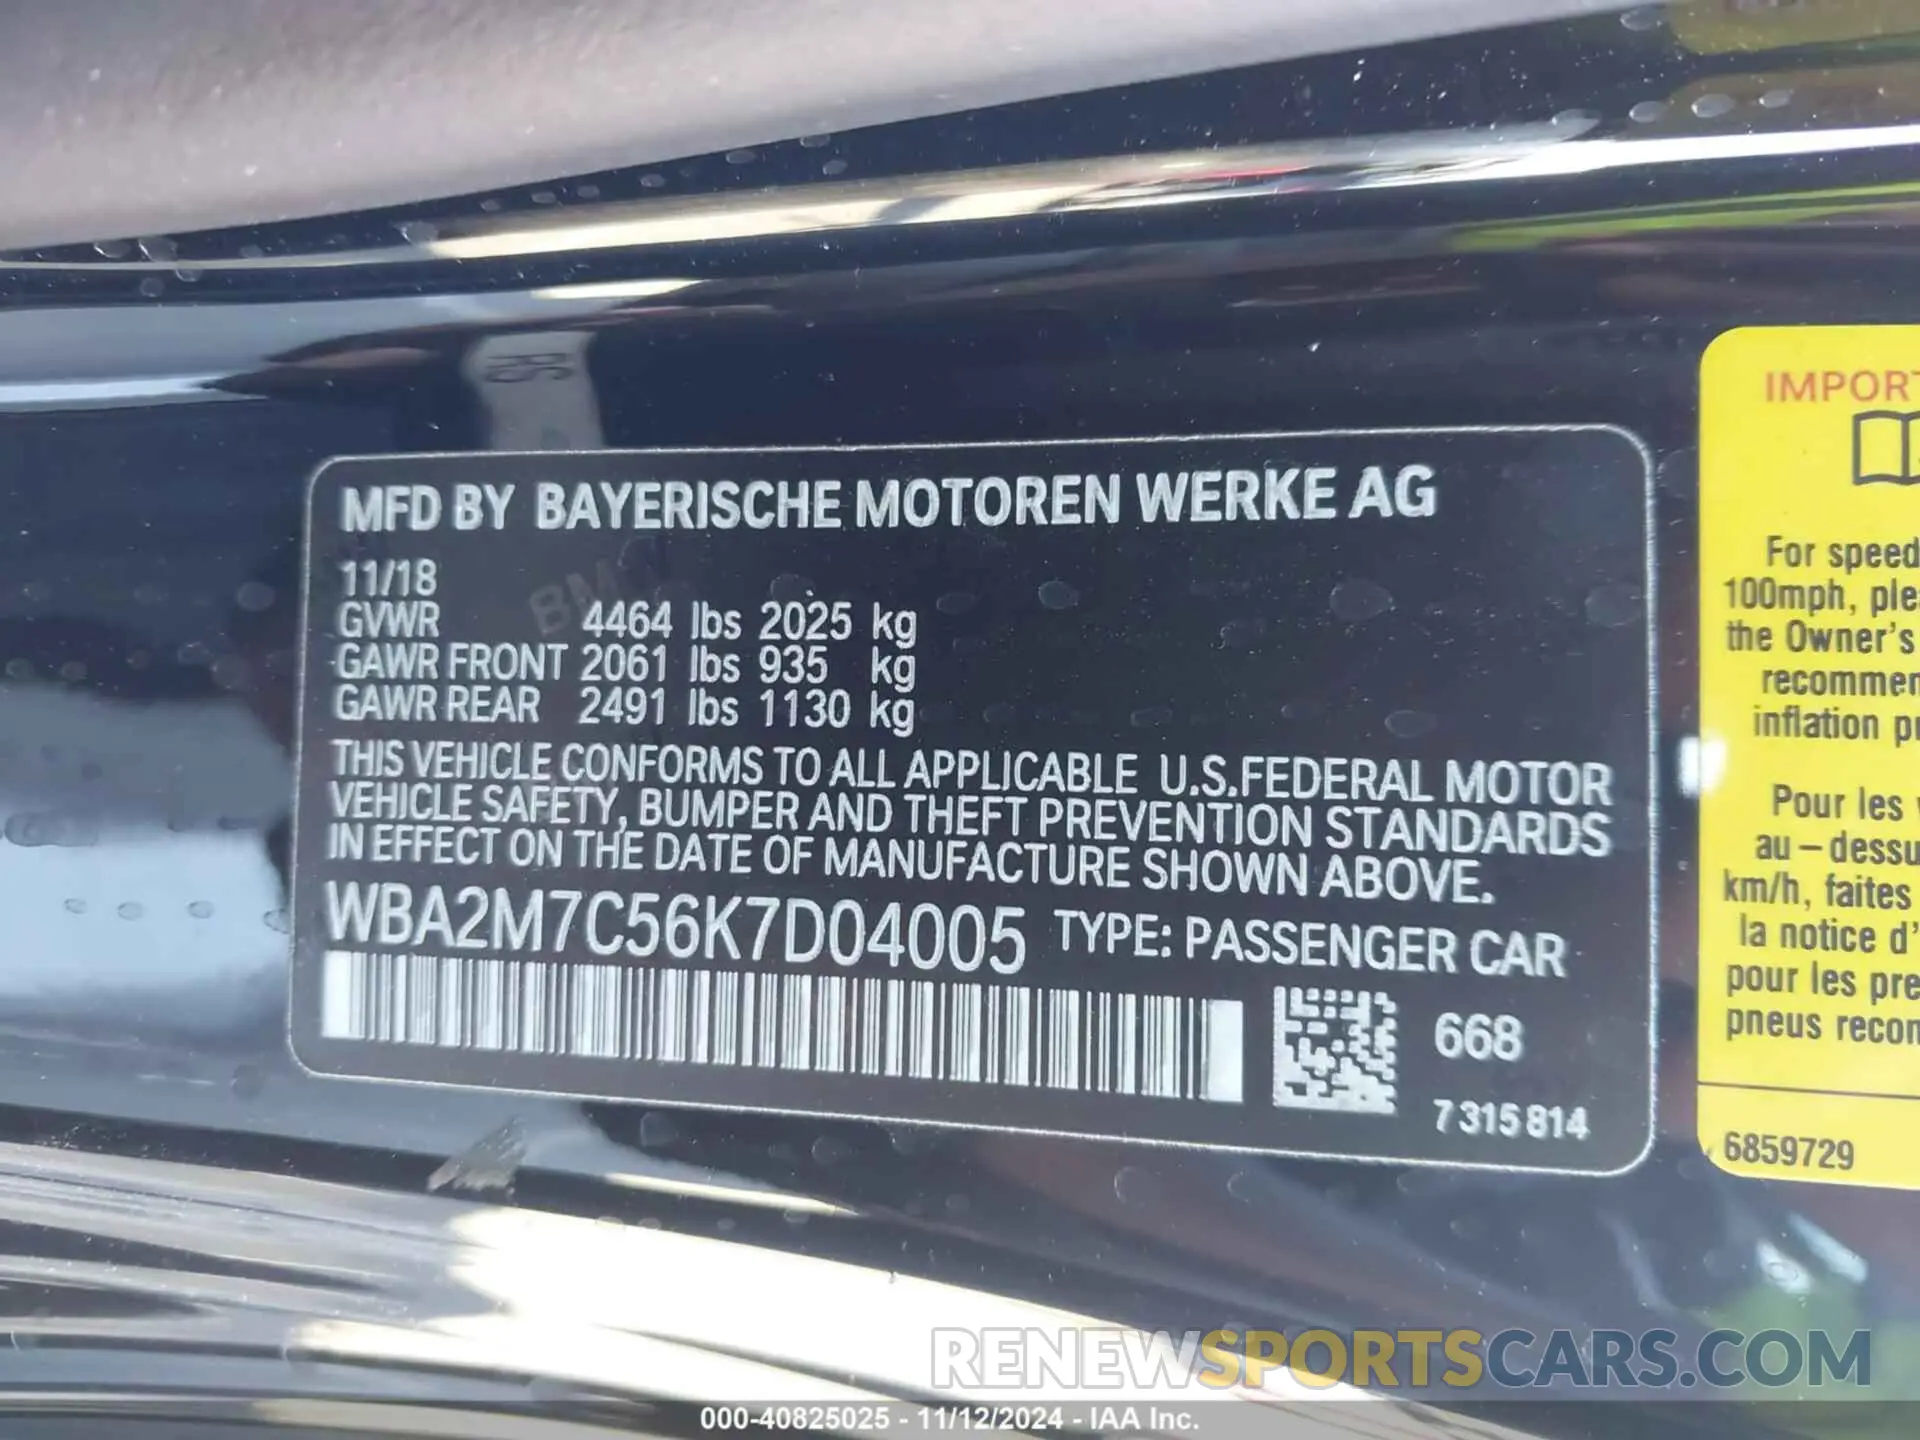 MFD BY BAYERISCHE MOTOREN WERKE AG
11/18
GVWR 4464 lbs 2025 kg
GAWR FRONT 2061 lbs 935 kg
GAWR REAR 2491 lbs 1130 kg
THIS VEHICLE CONFORMS TO ALL APPLICABLE U.S.FEDERAL MOTOR
VEHICLE SAFETY, BUMPER AND THEFT PREVENTION STANDARDS
IN EFFECT ON THE DATE OF MANUFACTURE SHOWN ABOVE.
WBA2M7C56K7D04005 TYPE: PASSENGER CAR
668
7 315 814
IMPORT
For speed
100mph, ple
the Owner's
recommen
inflation p
Pour les
au-dessu
km/h, faites
la notice d'
pour les pre
pneus recom
6859729
RENEWSPORTSCARS.COM
000-40825025 - 11/12/2024 - IAA Inc.